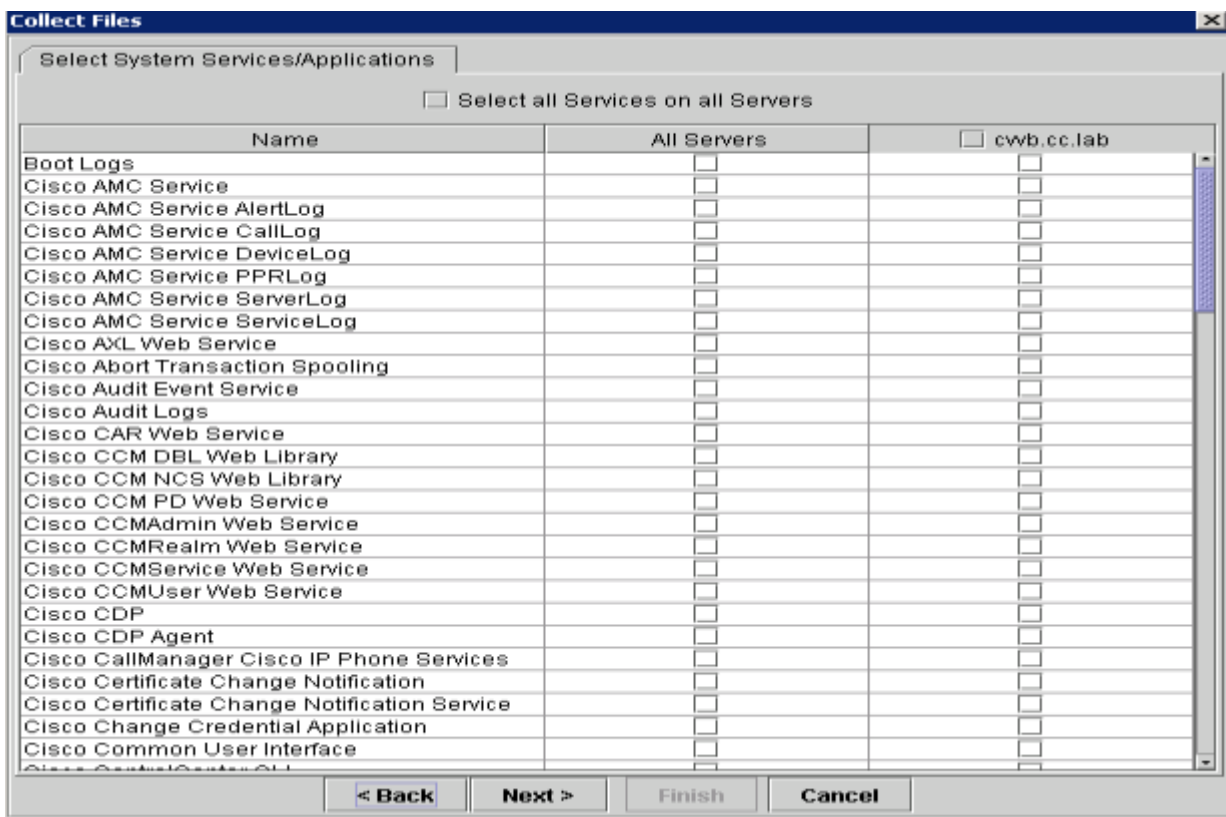 Collect Files
Select System Services/Applications
Select all Services on all Servers
Name All Servers cwb.cc.lab
Boot Logs
Cisco AMC Service
Cisco AMC Service AlertLog
Cisco AMC Service CallLog
Cisco AMC Service DeviceLog
Cisco AMC Service PPRLog
Cisco AMC Service ServerLog
Cisco AMC Service ServiceLog
Cisco AXL Web Service
Cisco Abort Transaction Spooling
Cisco Audit Event Service
Cisco Audit Logs
Cisco CAR Web Service
Cisco CCM DBL Web Library
Cisco CCM NCS Web Library
Cisco CCM PD Web Service
Cisco CCMAdmin Web Service
Cisco CCMRealm Web Service
Cisco CCMService Web Service
Cisco CCMUser Web Service
Cisco CDP
Cisco CDP Agent
Cisco CallManager Cisco IP Phone Services
Cisco Certificate Change Notification
Cisco Certificate Change Notification Service
Cisco Change Credential Application
Cisco Common User Interface
< Back Next > Finish Cancel